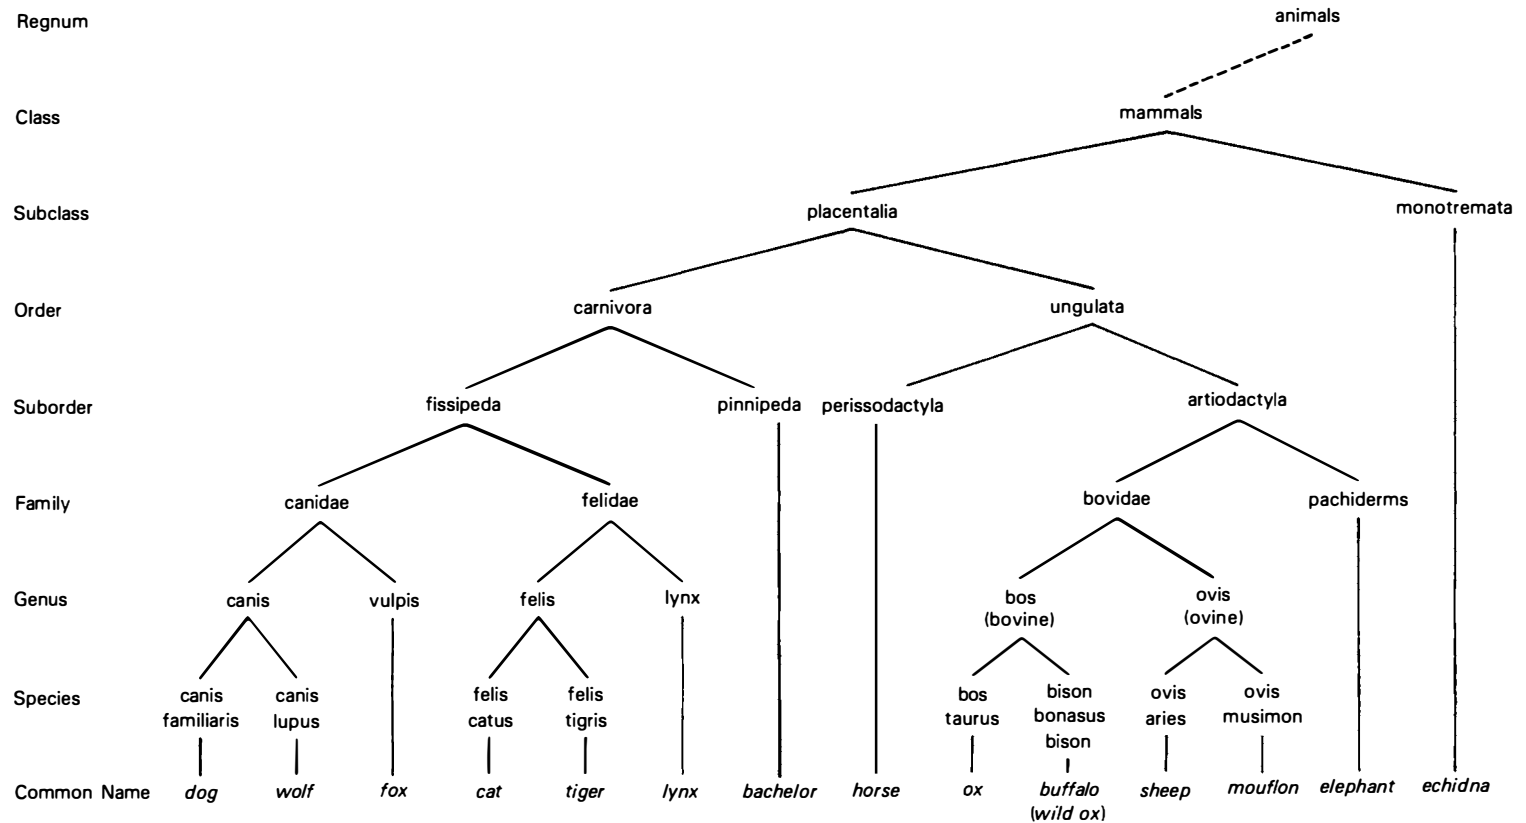 Regnum animals
Class mammals
Subclass placentalia monotremata
Order carnivora ungulata
Suborder fissipeda pinnipeda perissodactyla artiodactyla
Family canidae felidae bovidae pachiderms
Genus canis vulpis felis lynx bos ovis
(bovine) (ovine)
Species canis canis felis felis bos bison ovis ovis
familiaris lupus catus tigris taurus bonasus aries musimon
bison
Common Name dog wolf fox cat tiger lynx bachelor horse ox buffalo sheep mouflon elephant echidna
(wild ox)